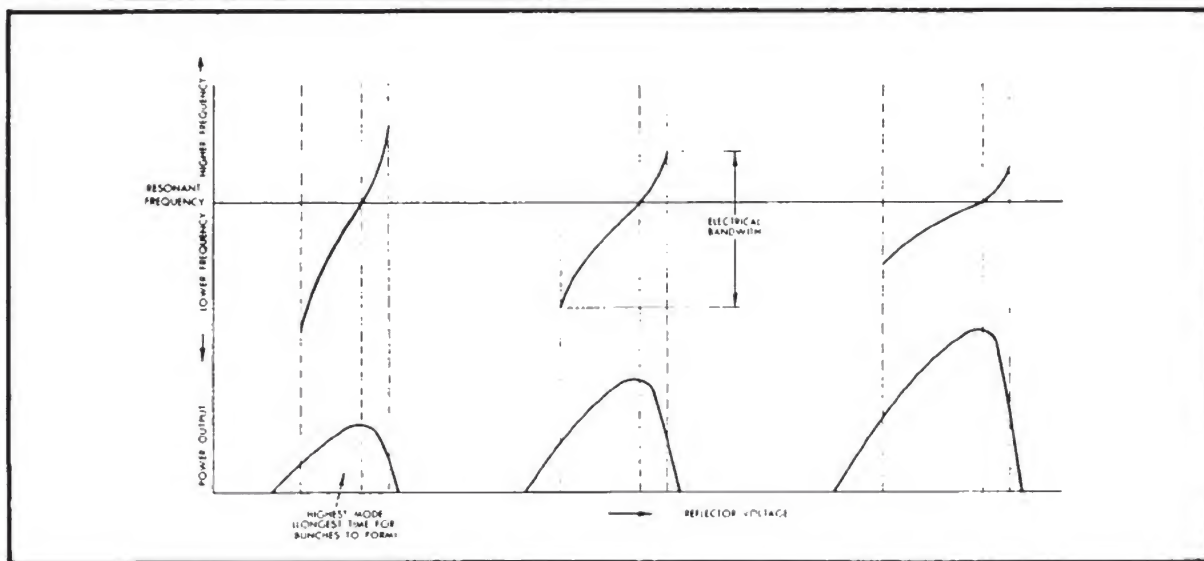 HIGHER FREQUENCY
RESONANT
FREQUENCY
LOWER FREQUENCY
ELECTRICAL
BANDWITH
POWER OUTPUT
HIGHEST MODE
(LONGEST TIME FOR
BUNCHES TO FORM)
REFLECTOR VOLTAGE